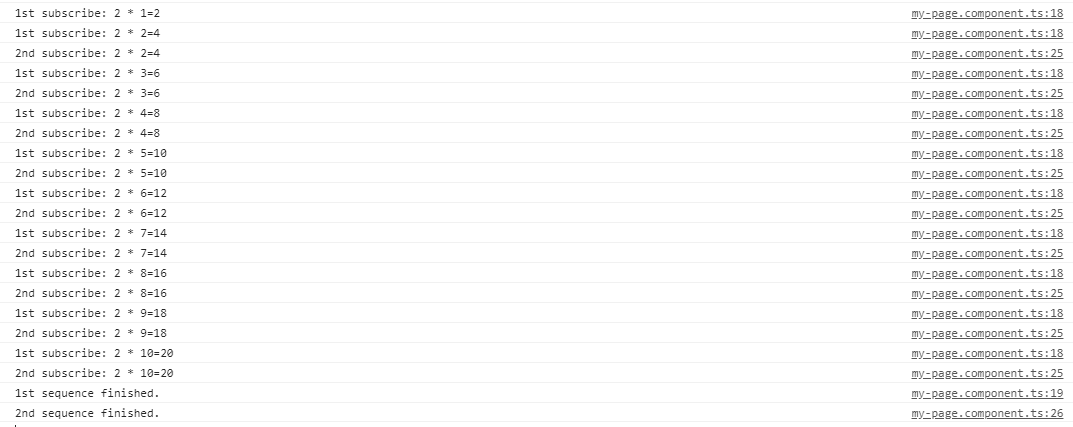 1st subscribe: 2 * 1=2 my-page.component.ts:18
1st subscribe: 2 * 2=4 my-page.component.ts:18
2nd subscribe: 2 * 2=4 my-page.component.ts:25
1st subscribe: 2 * 3=6 my-page.component.ts:18
2nd subscribe: 2 * 3=6 my-page.component.ts:25
1st subscribe: 2 * 4=8 my-page.component.ts:18
2nd subscribe: 2 * 4=8 my-page.component.ts:25
1st subscribe: 2 * 5=10 my-page.component.ts:18
2nd subscribe: 2 * 5=10 my-page.component.ts:25
1st subscribe: 2 * 6=12 my-page.component.ts:18
2nd subscribe: 2 * 6=12 my-page.component.ts:25
1st subscribe: 2 * 7=14 my-page.component.ts:18
2nd subscribe: 2 * 7=14 my-page.component.ts:25
1st subscribe: 2 * 8=16 my-page.component.ts:18
2nd subscribe: 2 * 8=16 my-page.component.ts:25
1st subscribe: 2 * 9=18 my-page.component.ts:18
2nd subscribe: 2 * 9=18 my-page.component.ts:25
1st subscribe: 2 * 10=20 my-page.component.ts:18
2nd subscribe: 2 * 10=20 my-page.component.ts:25
1st sequence finished. my-page.component.ts:19
2nd sequence finished. my-page.component.ts:26